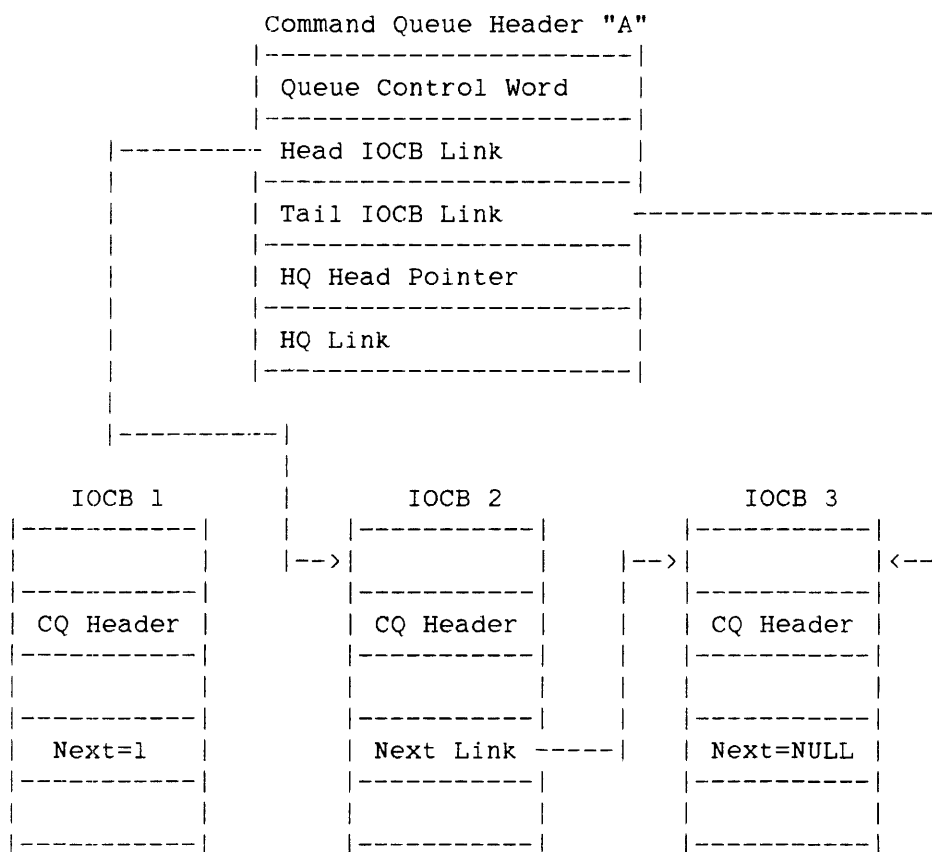 Command Queue Header "A"
Queue Control Word
Head IOCB Link
Tail IOCB Link
HQ Head Pointer
HQ Link
IOCB 1 IOCB 2 IOCB 3
CQ Header CQ Header CQ Header
Next=1 Next Link Next=NULL